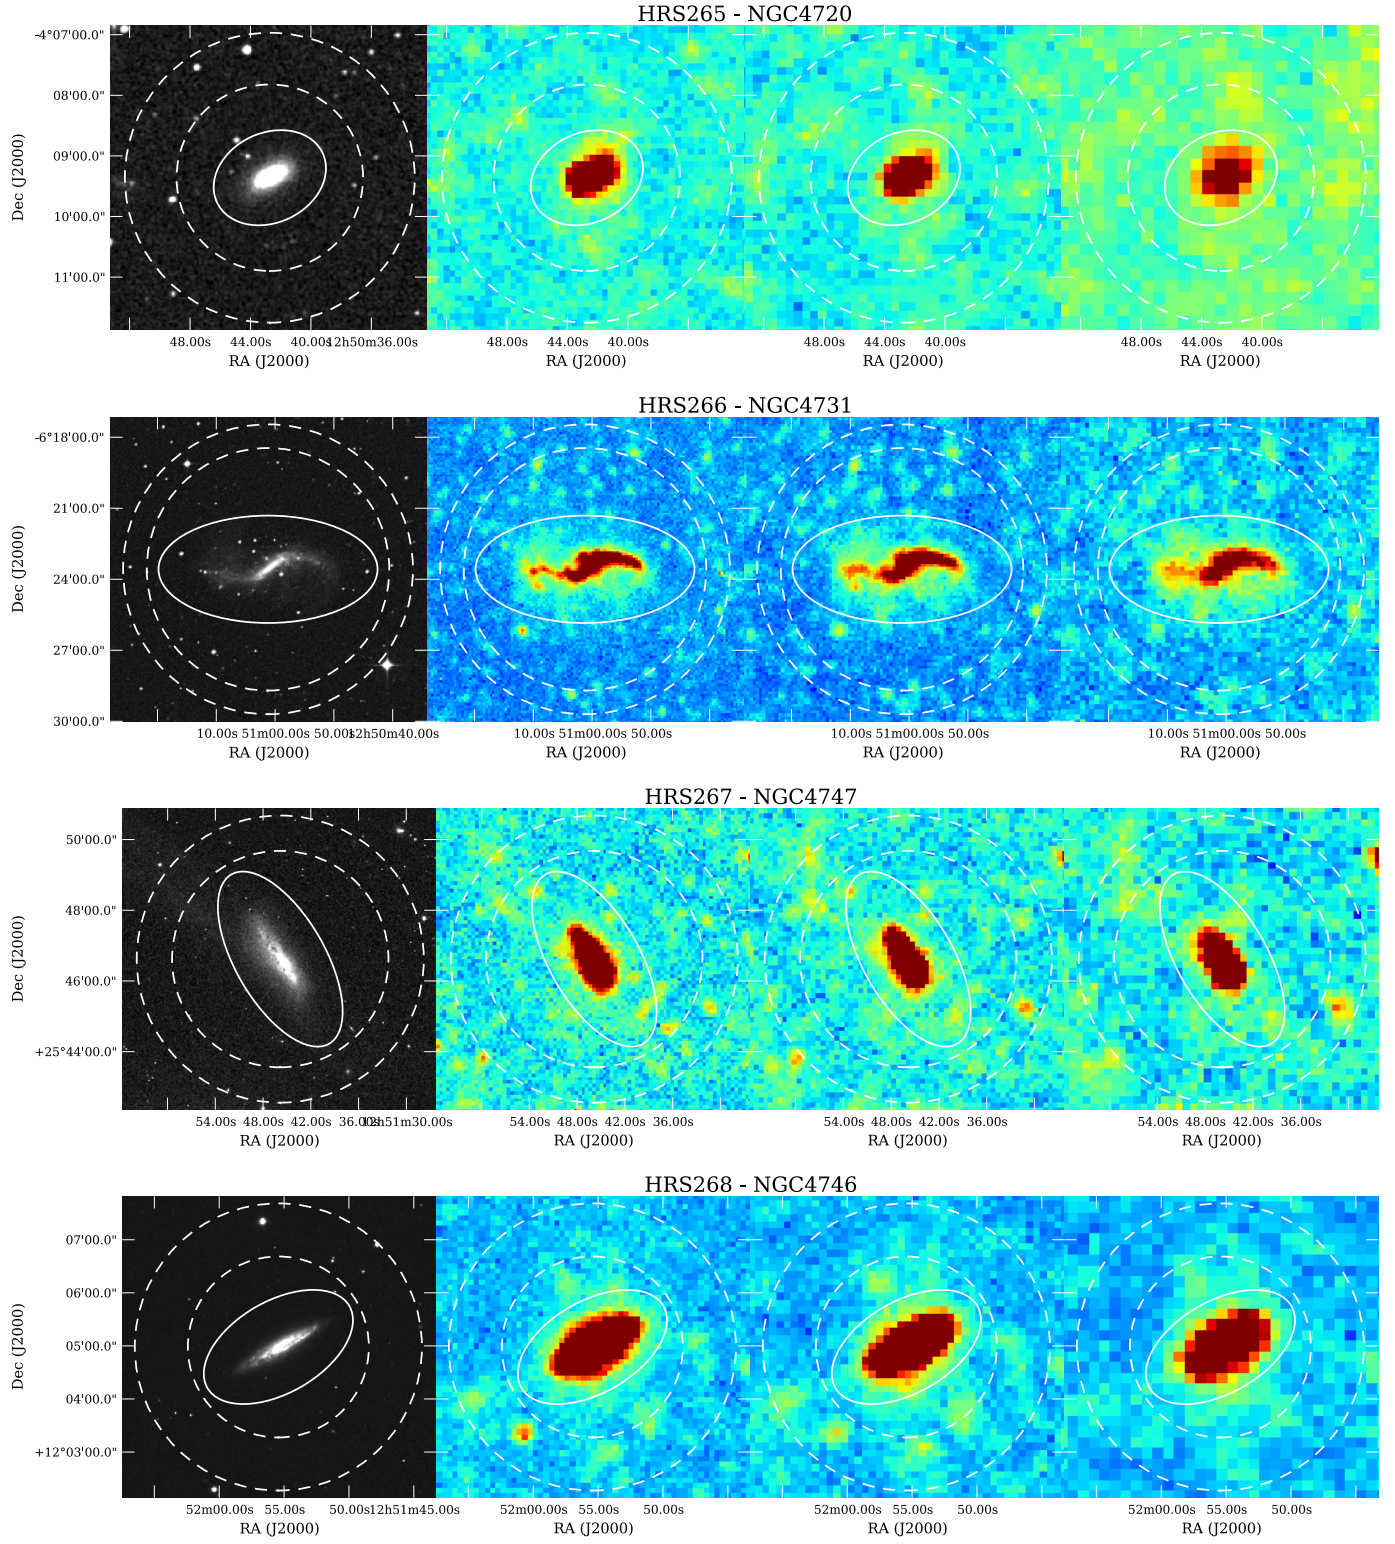 HRS265 - NGC4720
-4°07'00.0"
08'00.0"
09'00.0"
10'00.0"
11'00.0"
Dec (J2000)
48.00s 44.00s 40.00s 12h50m36.00s 48.00s 44.00s 40.00s 48.00s 44.00s 40.00s 48.00s 44.00s 40.00s
RA (J2000) RA (J2000) RA (J2000) RA (J2000)
HRS266 - NGC4731
-6°18'00.0"
21'00.0"
24'00.0"
27'00.0"
30'00.0"
Dec (J2000)
10.00s 51m00.00s 50.00s 12h50m40.00s 10.00s 51m00.00s 50.00s 10.00s 51m00.00s 50.00s 10.00s 51m00.00s 50.00s
RA (J2000) RA (J2000) RA (J2000) RA (J2000)
HRS267 - NGC4747
50'00.0"
48'00.0"
46'00.0"
+25°44'00.0"
Dec (J2000)
54.00s 48.00s 42.00s 36.00s 12h51m30.00s 54.00s 48.00s 42.00s 36.00s 54.00s 48.00s 42.00s 36.00s 54.00s 48.00s 42.00s 36.00s
RA (J2000) RA (J2000) RA (J2000) RA (J2000)
HRS268 - NGC4746
07'00.0"
06'00.0"
05'00.0"
04'00.0"
+12°03'00.0"
Dec (J2000)
52m00.00s 55.00s 50.00s 12h51m45.00s 52m00.00s 55.00s 50.00s 52m00.00s 55.00s 50.00s 52m00.00s 55.00s 50.00s
RA (J2000) RA (J2000) RA (J2000) RA (J2000)